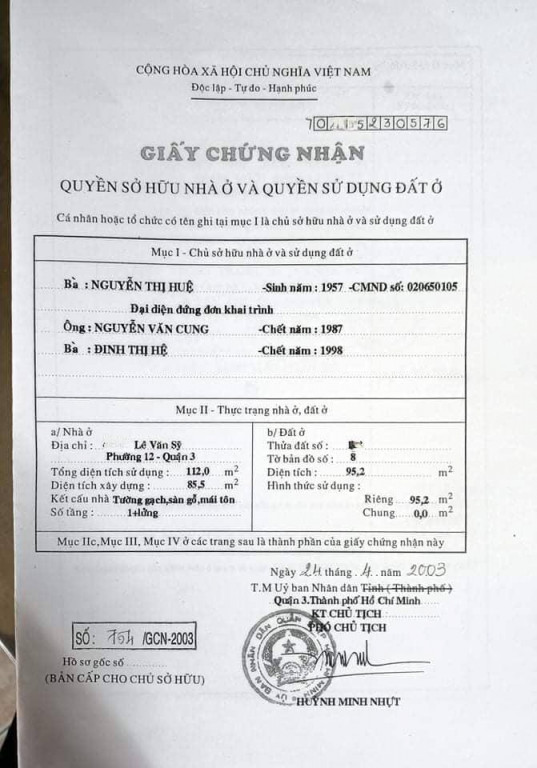 CỘNG HÒA XÃ HỘI CHỦ NGHĨA VIỆT NAM
Độc lập - Tự do - Hạnh phúc
5230576
GIẤY CHỨNG NHẬN
QUYỀN SỞ HỮU NHÀ Ở VÀ QUYỀN SỬ DỤNG ĐẤT Ở
Cá nhân hoặc tổ chức có tên ghi tại mục I là chủ sở hữu nhà ở và sử dụng đất ở
Mục I - Chủ sở hữu nhà ở và sử dụng đất ở
Bà : NGUYỄN THỊ HUỆ -Sinh năm : 1957 -CMND số: 020650105
Đại diện đứng đơn khai trình
Ông : NGUYỄN VĂN CUNG -Chết năm : 1987
Bà : ĐINH THỊ HỆ -Chết năm : 1998
Mục II - Thực trạng nhà ở, đất ở
a/ Nhà ở
Địa chỉ : Lê Văn Sỹ
Phường 12 - Quận 3
Tổng diện tích sử dụng : 112,0 m2
Diện tích xây dựng : 85,5 m2
Kết cấu nhà Tường gạch,sàn gỗ,mái tôn
Số tầng : 1+lửng
b/ Đất ở
Thửa đất số :
Tờ bản đồ số : 8
Diện tích : 95,2 m2
Hình thức sử dụng :
Riêng 95,2 m2
Chung 0,0 m2
Mục IIc,Mục III, Mục IV ở các trang sau là thành phần của giấy chứng nhận này
Ngày 24 tháng 4 năm 2003
T.M Uỷ ban Nhân dân Tỉnh ( Thành phố )
Quận 3.Thành phố Hồ Chí Minh
KT CHỦ TỊCH
PHÓ CHỦ TỊCH
SỐ: 704 /GCN-2003
Hồ sơ gốc số
(BẢN CẤP CHO CHỦ SỞ HỮU)
HUỲNH MINH NHỰT